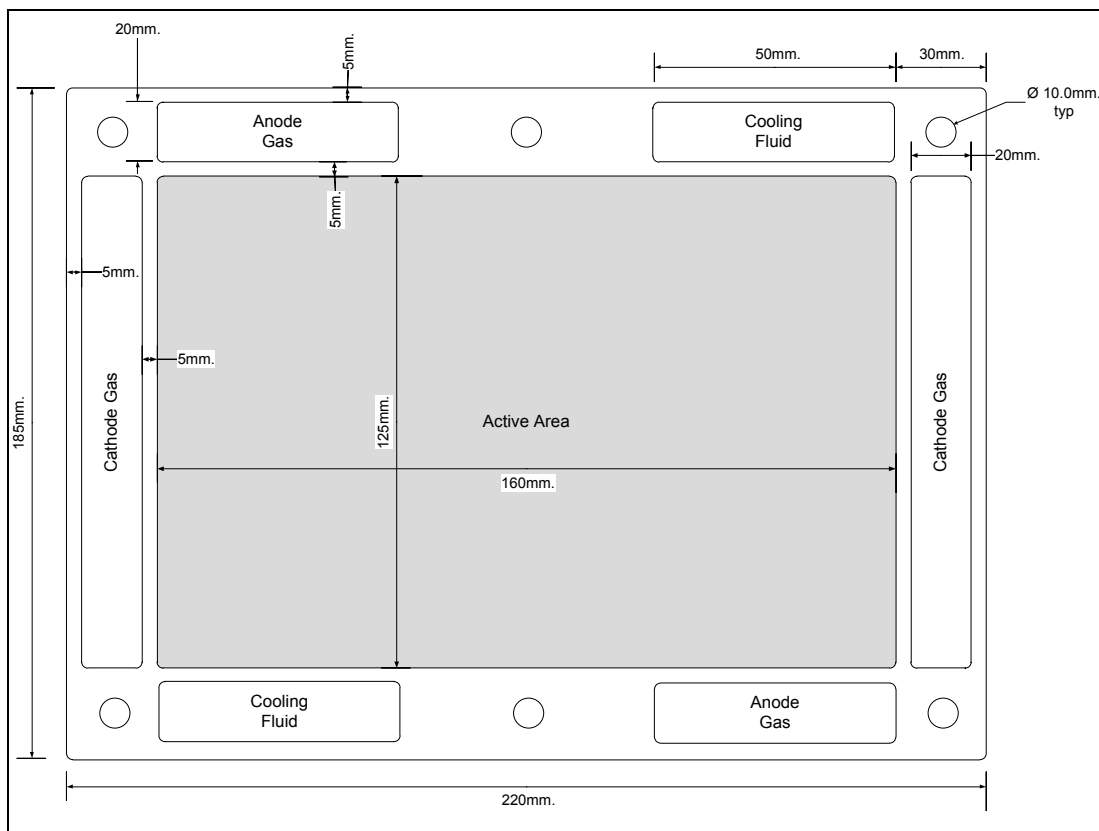 20mm.
5mm.
50mm.
30mm.
Ø 10.0mm.
typ
Anode
Gas
Cooling
Fluid
20mm.
5mm.
5mm.
5mm.
185mm.
Cathode Gas
125mm.
Active Area
Cathode Gas
160mm.
Cooling
Fluid
Anode
Gas
220mm.